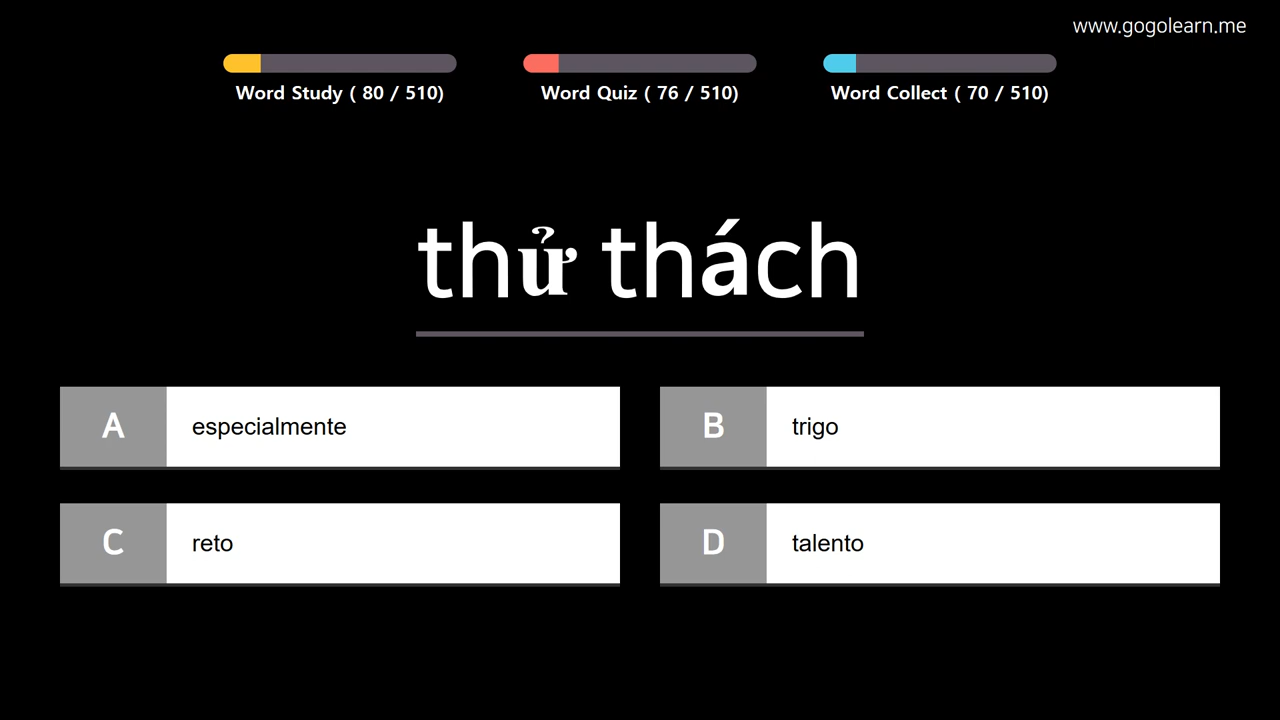 www.gogolearn.me
Word Study ( 80 / 510)
Word Quiz ( 76 / 510)
Word Collect ( 70 / 510)
thử thách
A especialmente
B trigo
C reto
D talento